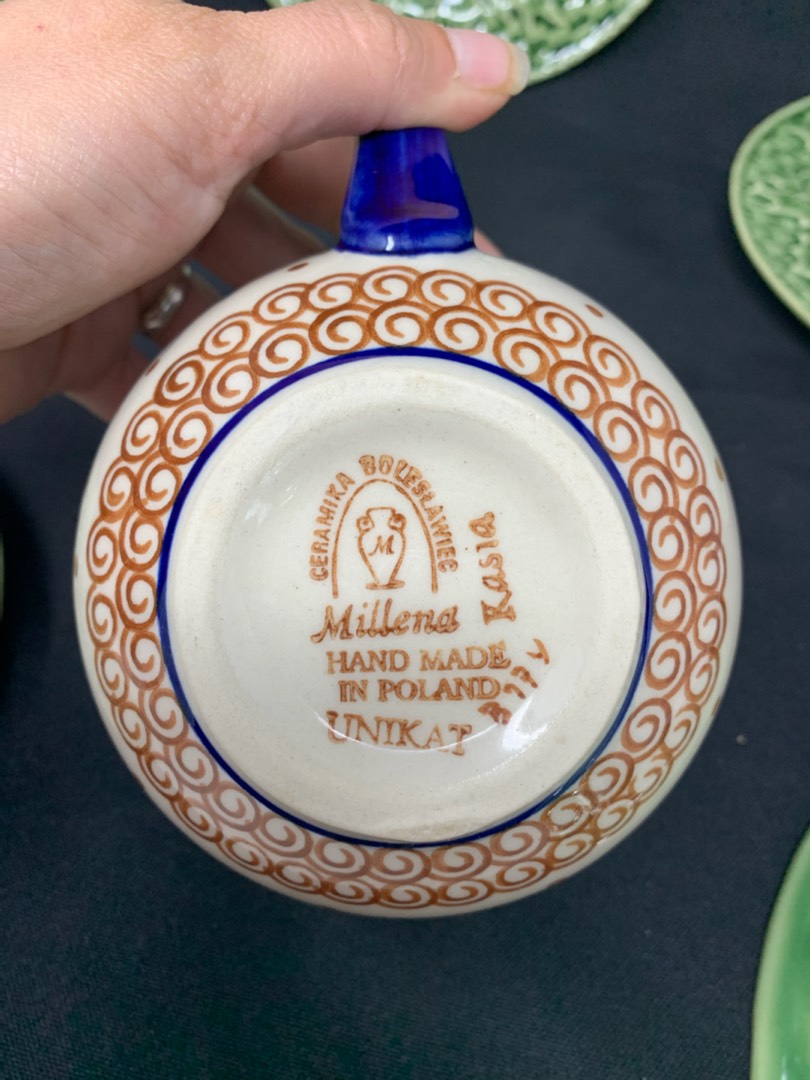 CERAMIKA BOLESŁAWIEC
M
Millena
HAND MADE
IN POLAND
UNIKAT
Kasia